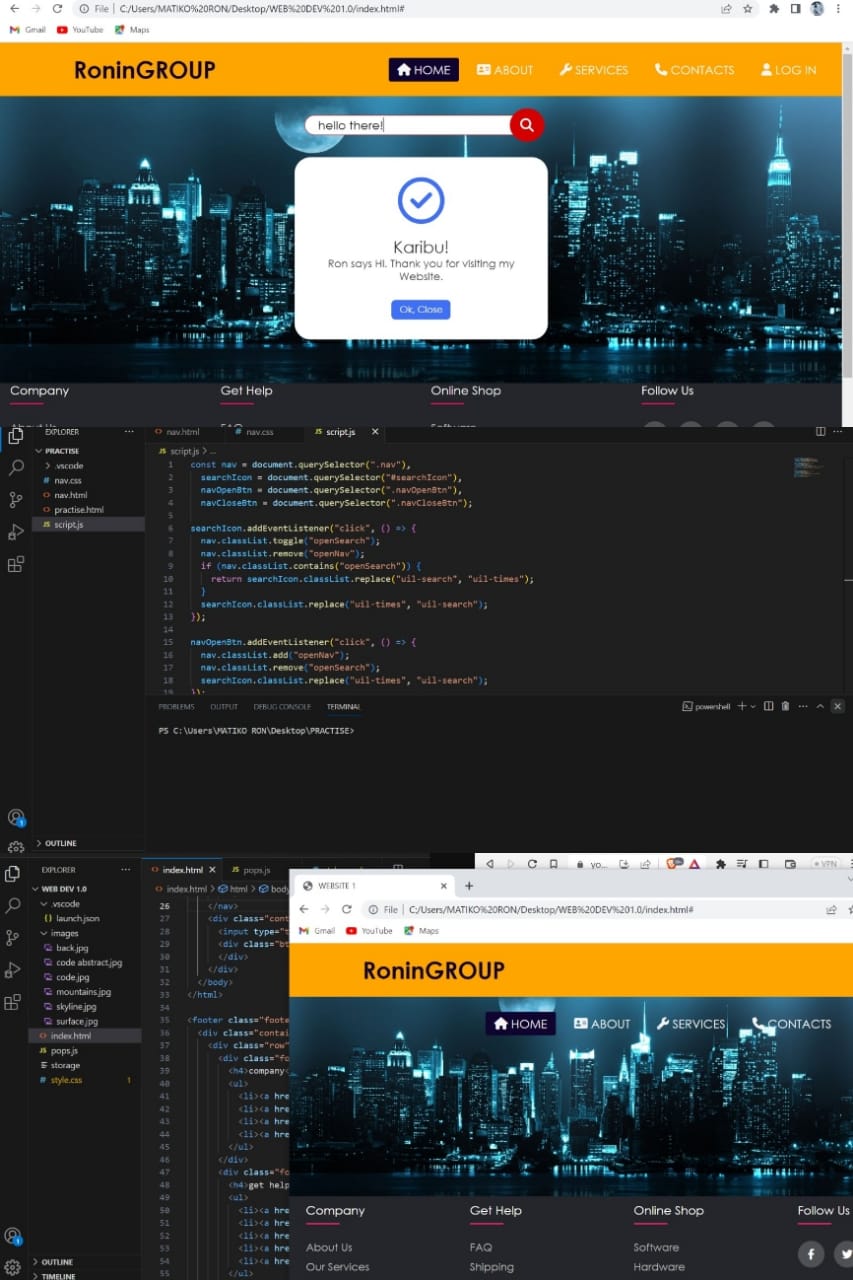 File | C:/Users/MATIKO%20RON/Desktop/WEB%20DEV%201.0/index.html#
Gmail YouTube Maps
RoninGROUP HOME ABOUT SERVICES CONTACTS LOG IN
hello there!
Karibu!
Ron says Hi. Thank you for visiting my
Website.
Ok, Close
Company Get Help Online Shop Follow Us
About Us FAQ Software
EXPLORER ... nav.html # nav.css JS script.js ×
PRACTISE JS script.js > ...
.vscode
# nav.css
nav.html
practise.html
JS script.js
1 const nav = document.querySelector(".nav"),
2 searchIcon = document.querySelector("#searchIcon"),
3 navOpenBtn = document.querySelector(".navOpenBtn"),
4 navCloseBtn = document.querySelector(".navCloseBtn");
5
6 searchIcon.addEventListener("click", () => {
7 nav.classList.toggle("openSearch");
8 nav.classList.remove("openNav");
9 if (nav.classList.contains("openSearch")) {
10 return searchIcon.classList.replace("uil-search", "uil-times");
11 }
12 searchIcon.classList.replace("uil-times", "uil-search");
13 });
14
15 navOpenBtn.addEventListener("click", () => {
16 nav.classList.add("openNav");
17 nav.classList.remove("openSearch");
18 searchIcon.classList.replace("uil-times", "uil-search");
19 });
PROBLEMS OUTPUT DEBUG CONSOLE TERMINAL powershell
PS C:\Users\MATIKO RON\Desktop\PRACTISE>
1
OUTLINE
EXPLORER ... index.html × JS pops.js
WEB DEV 1.0 index.html > html > body
.vscode
{} launch.json
images
back.jpg
code abstract.jpg
code.jpg
mountains.jpg
skyline.jpg
surface.jpg
index.html
JS pops.js
storage
# style.css 1
26 </nav>
27 <div class="cont
28 <input type="t
29 <div class="bt
30 </div>
31 </div>
32 </body>
33 </html>
34
35 <footer class="foote
36 <div class="contai
37 <div class="row"
38 <div class="fo
39 <h4>company<
40 <ul>
41 <li><a hre
42 <li><a hre
43 <li><a hre
44 <li><a hre
45 </ul>
46 </div>
47 <div class="fo
48 <h4>get help
49 <ul>
50 <li><a hre
51 <li><a hre
52 <li><a hre
53 <li><a hre
54 <li><a hre
55 </ul>
1
OUTLINE
TIMELINE
yo... VPN
WEBSITE 1 × +
File | C:/Users/MATIKO%20RON/Desktop/WEB%20DEV%201.0/index.html#
Gmail YouTube Maps
RoninGROUP
HOME ABOUT SERVICES CONTACTS
Company Get Help Online Shop Follow Us
About Us FAQ Software
Our Services Shipping Hardware